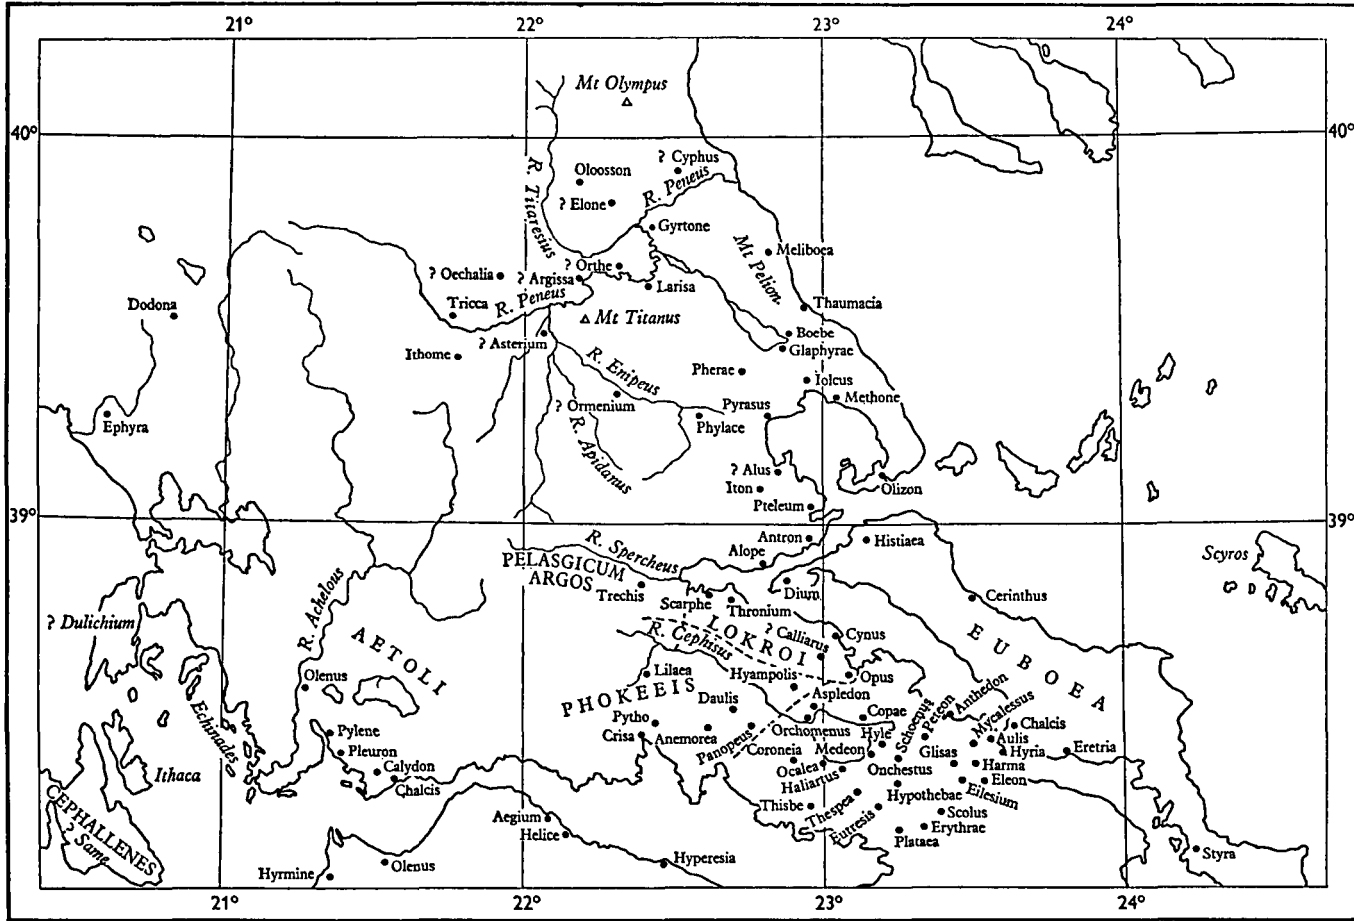 21° 22° 23° 24°
Mt Olympus
40° 40°
? Cyphus
Oloosson
R. Peneus
R. Titaresius
? Elone
Gyrtone
Mt Pelion.
Meliboea
? Orthe
? Oechalia
? Argissa
Larisa
R. Peneus
Dodona
Tricca
Thaumacia
Mt Titanus
Boebe
? Asterium
Glaphyrae
Ithome
R. Enipeus
Pherae
Iolcus
Methone
? Ormenium
Pyrasus
Ephyra
Phylace
R. Apidanus
? Alus
Iton
Olizon
Pteleum
39° 39°
Antron
Histiaea
R. Spercheus
Alope
Scyros
PELASGICUM
ARGOS
Trechis
Dium
Cerinthus
R. Achelous
Scarphe
Thronium
? Dulichium
AETOLI
LOKROI
? Calliarus
Cynus
EUBOEA
R. Cephisus
Lilaea
Hyampolis
Opus
Olenus
PHOKEEIS
Daulis
Aspledon
Anthedon
Echinades
Pytho
Copae
Schoenus
Peteon
Mycalessus
Chalcis
Pylene
Crisa
Anemorea
Panopeus
Orchomenus
Hyle
Aulis
Pleuron
Coroneia
Medeon
Glisas
Hyria
Eretria
Ithaca
Calydon
Ocalea
Onchestus
Harma
Chalcis
Haliartus
Eleon
CEPHALLENES
? Same
Thisbe
Thespea
Hypothebae
Eilesium
Aegium
Eutresis
Scolus
Helice
Erythrae
Plataea
Hyrmine
Olenus
Hyperesia
Styra
21° 22° 23° 24°